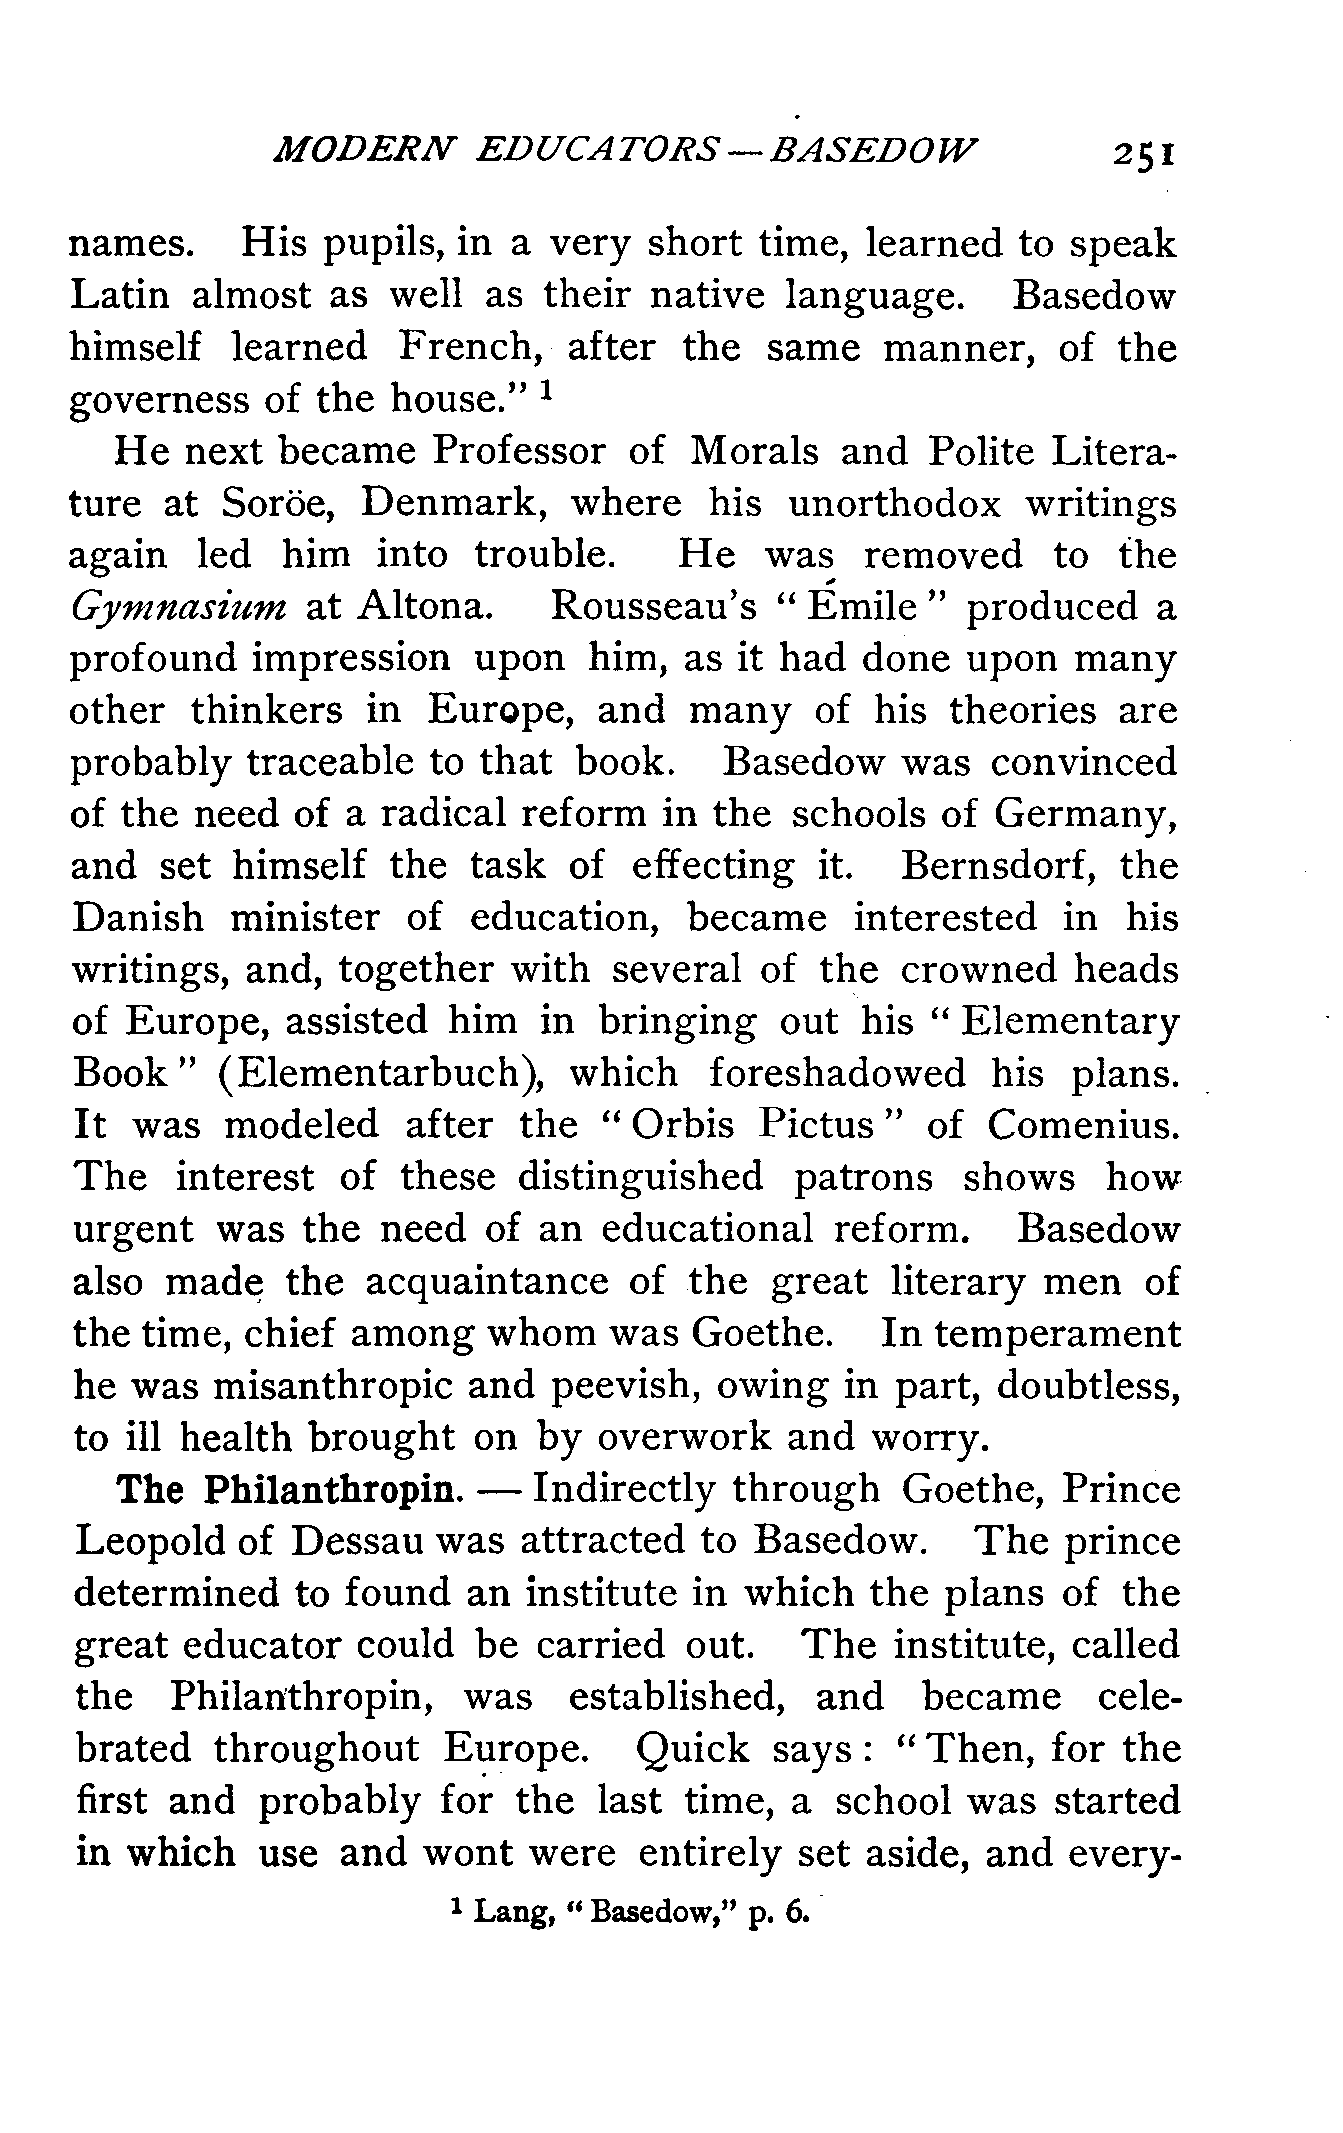 MODERN EDUCATORS — BASEDOW 251
names. His pupils, in a very short time, learned to speak
Latin almost as well as their native language. Basedow
himself learned French, after the same manner, of the
governess of the house." 1
He next became Professor of Morals and Polite Litera-
ture at Soröe, Denmark, where his unorthodox writings
again led him into trouble. He was removed to the
Gymnasium at Altona. Rousseau's "Émile" produced a
profound impression upon him, as it had done upon many
other thinkers in Europe, and many of his theories are
probably traceable to that book. Basedow was convinced
of the need of a radical reform in the schools of Germany,
and set himself the task of effecting it. Bernsdorf, the
Danish minister of education, became interested in his
writings, and, together with several of the crowned heads
of Europe, assisted him in bringing out his "Elementary
Book" (Elementarbuch), which foreshadowed his plans.
It was modeled after the "Orbis Pictus" of Comenius.
The interest of these distinguished patrons shows how
urgent was the need of an educational reform. Basedow
also made the acquaintance of the great literary men of
the time, chief among whom was Goethe. In temperament
he was misanthropic and peevish, owing in part, doubtless,
to ill health brought on by overwork and worry.
The Philanthropin. — Indirectly through Goethe, Prince
Leopold of Dessau was attracted to Basedow. The prince
determined to found an institute in which the plans of the
great educator could be carried out. The institute, called
the Philanthropin, was established, and became cele-
brated throughout Europe. Quick says: "Then, for the
first and probably for the last time, a school was started
in which use and wont were entirely set aside, and every-
1 Lang, "Basedow," p. 6.